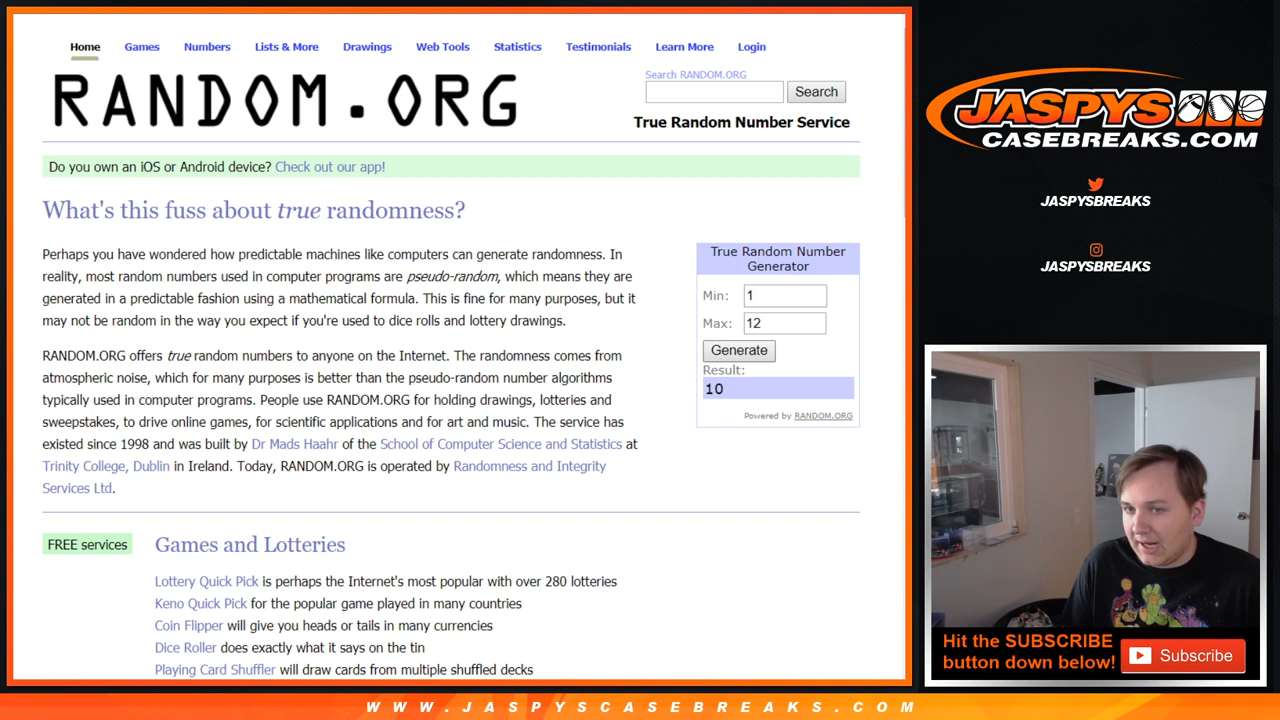 Home Games Numbers Lists & More Drawings Web Tools Statistics Testimonials Learn More Login
RANDOM.ORG
Search RANDOM.ORG
Search
True Random Number Service
Do you own an iOS or Android device? Check out our app!
What's this fuss about true randomness?
Perhaps you have wondered how predictable machines like computers can generate randomness. In
reality, most random numbers used in computer programs are pseudo-random, which means they are
generated in a predictable fashion using a mathematical formula. This is fine for many purposes, but it
may not be random in the way you expect if you're used to dice rolls and lottery drawings.
RANDOM.ORG offers true random numbers to anyone on the Internet. The randomness comes from
atmospheric noise, which for many purposes is better than the pseudo-random number algorithms
typically used in computer programs. People use RANDOM.ORG for holding drawings, lotteries and
sweepstakes, to drive online games, for scientific applications and for art and music. The service has
existed since 1998 and was built by Dr Mads Haahr of the School of Computer Science and Statistics at
Trinity College, Dublin in Ireland. Today, RANDOM.ORG is operated by Randomness and Integrity
Services Ltd.
True Random Number
Generator
Min: 1
Max: 12
Generate
Result:
10
Powered by RANDOM.ORG
FREE services
Games and Lotteries
Lottery Quick Pick is perhaps the Internet's most popular with over 280 lotteries
Keno Quick Pick for the popular game played in many countries
Coin Flipper will give you heads or tails in many currencies
Dice Roller does exactly what it says on the tin
Playing Card Shuffler will draw cards from multiple shuffled decks
JASPYS
CASEBREAKS.COM
JASPYSBREAKS
JASPYSBREAKS
Hit the SUBSCRIBE
button down below!
Subscribe
WWW.JASPYSCASEBREAKS.COM